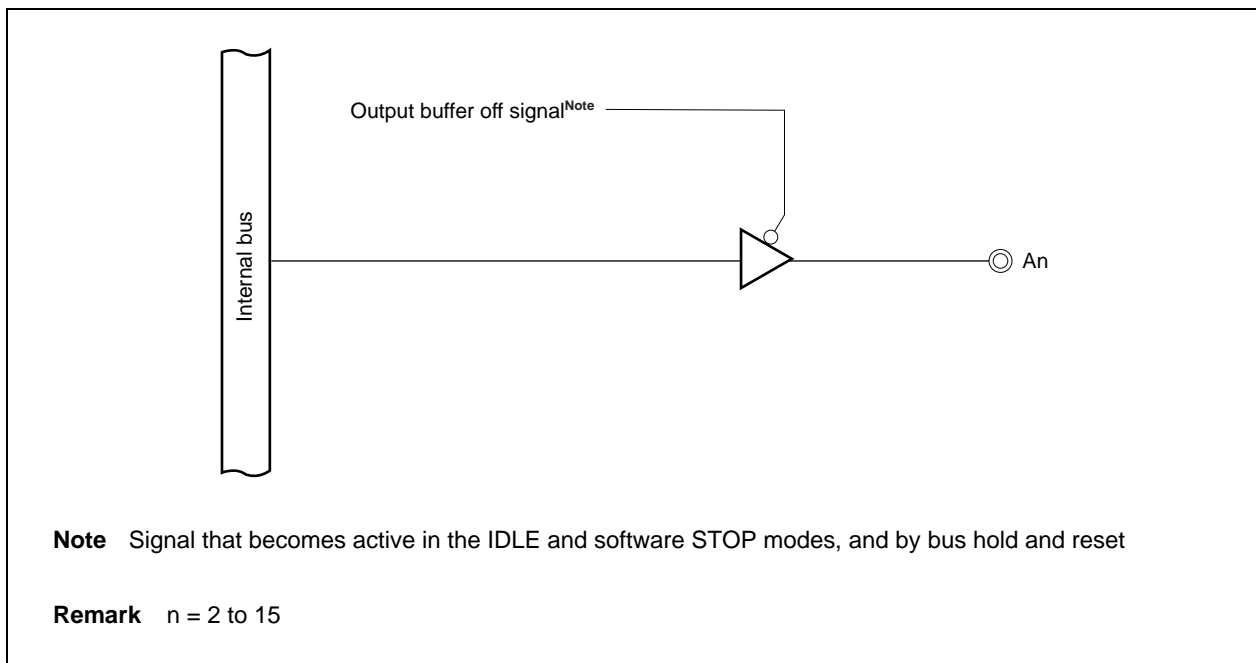 Output buffer off signalNote
Internal bus
An
Note Signal that becomes active in the IDLE and software STOP modes, and by bus hold and reset
Remark n = 2 to 15